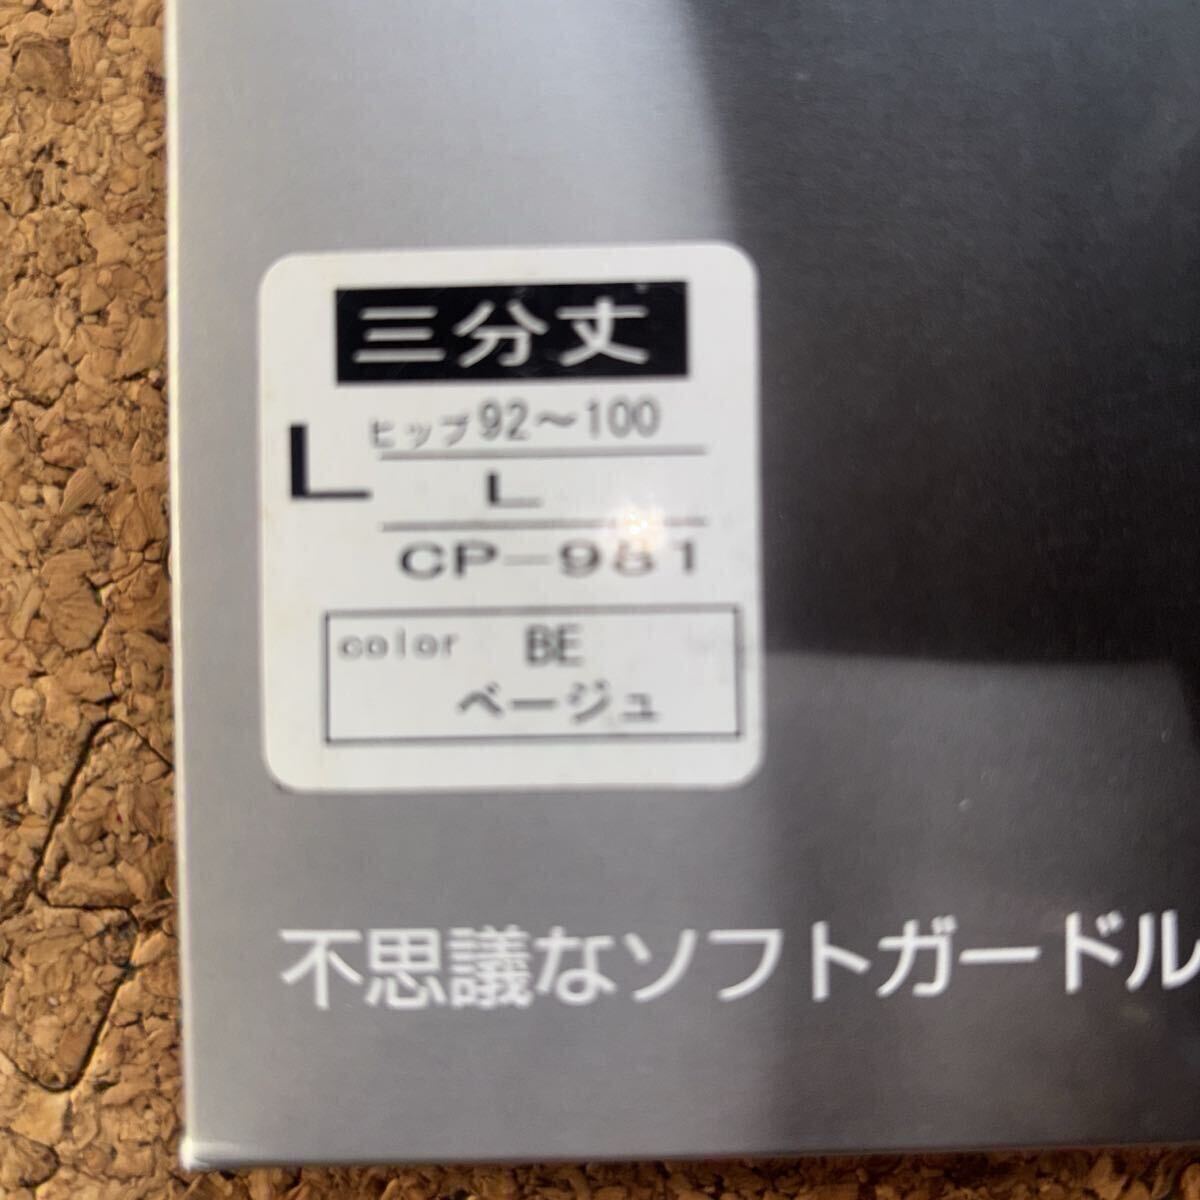 三分丈
L
ヒップ92～100
L
CP-981
color BE
ベージュ
不思議なソフトガードル